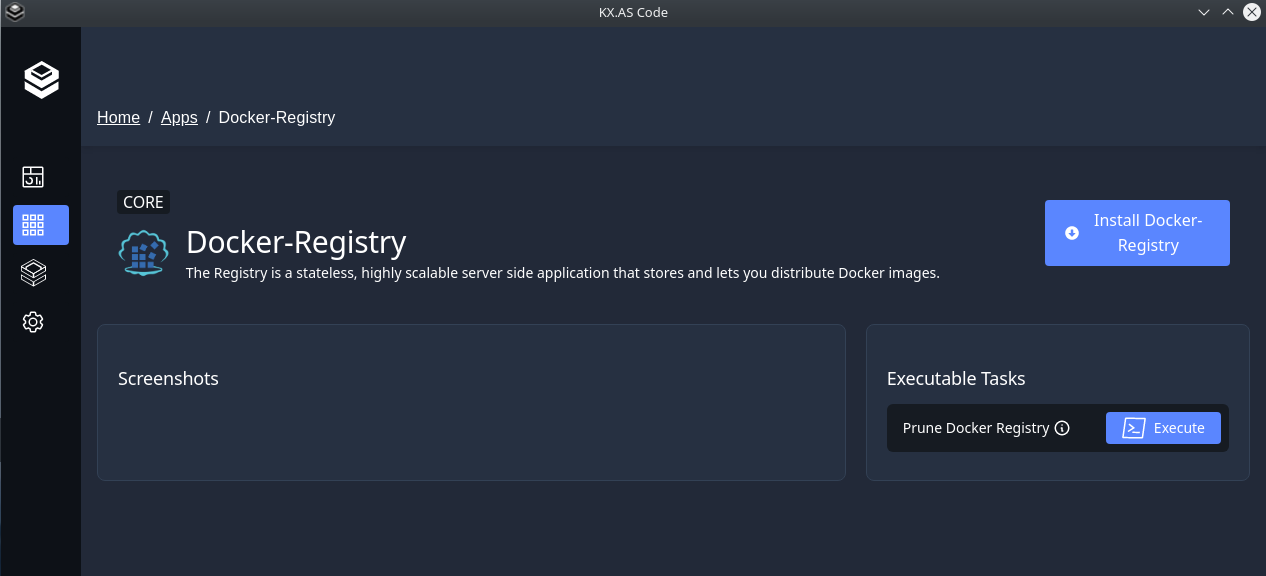 KX.AS Code
Home / Apps / Docker-Registry
CORE
Docker-Registry
The Registry is a stateless, highly scalable server side application that stores and lets you distribute Docker images.
Install Docker-
Registry
Screenshots
Executable Tasks
Prune Docker Registry
Execute